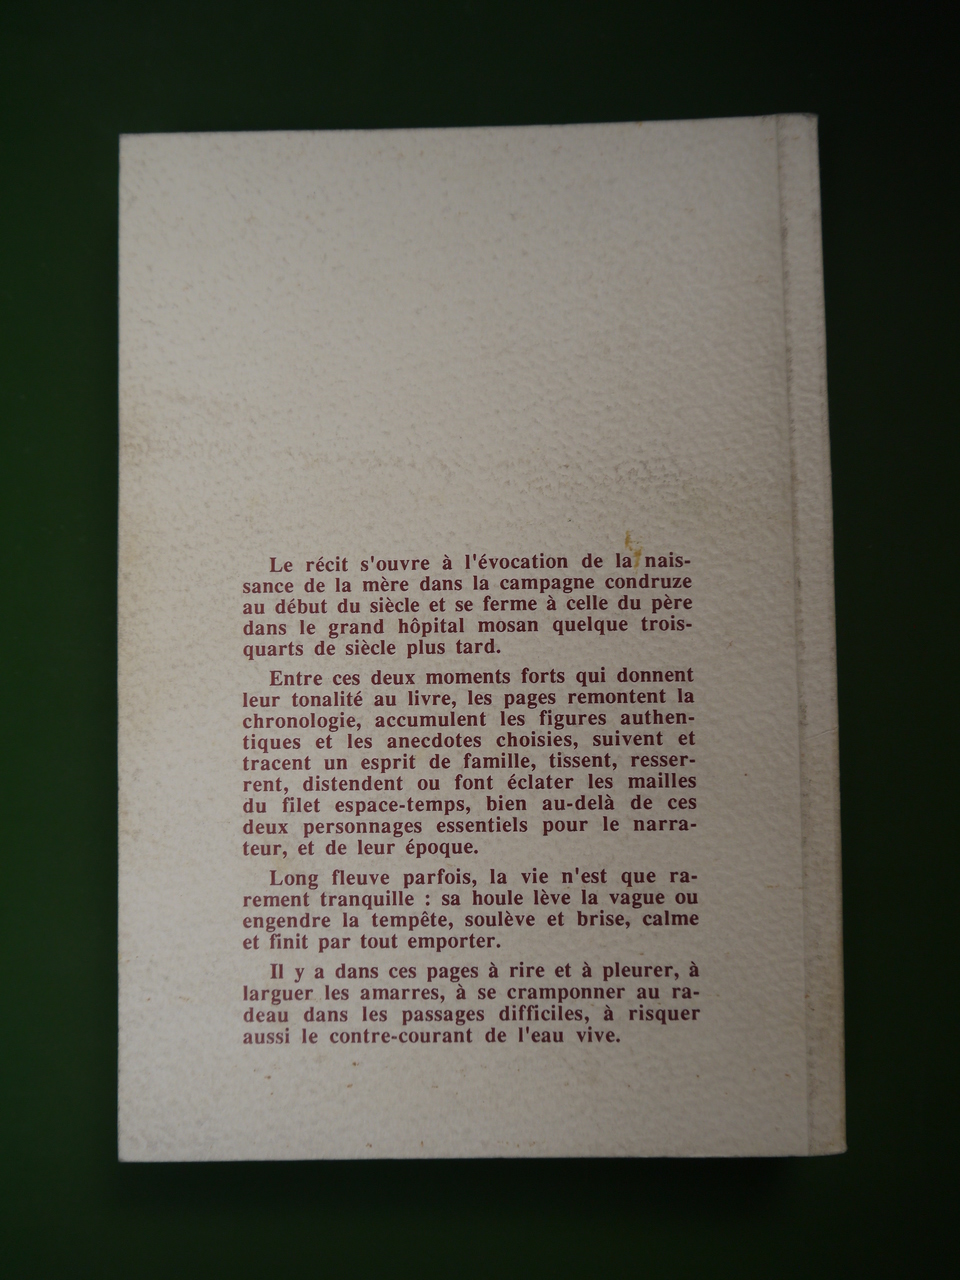 Le récit s'ouvre à l'évocation de la nais-
sance de la mère dans la campagne condruze
au début du siècle et se ferme à celle du père
dans le grand hôpital mosan quelque trois-
quarts de siècle plus tard.
Entre ces deux moments forts qui donnent
leur tonalité au livre, les pages remontent la
chronologie, accumulent les figures authen-
tiques et les anecdotes choisies, suivent et
tracent un esprit de famille, tissent, resser-
rent, distendent ou font éclater les mailles
du filet espace-temps, bien au-delà de ces
deux personnages essentiels pour le narra-
teur, et de leur époque.
Long fleuve parfois, la vie n'est que ra-
rement tranquille : sa houle lève la vague ou
engendre la tempête, soulève et brise, calme
et finit par tout emporter.
Il y a dans ces pages à rire et à pleurer, à
larguer les amarres, à se cramponner au ra-
deau dans les passages difficiles, à risquer
aussi le contre-courant de l'eau vive.